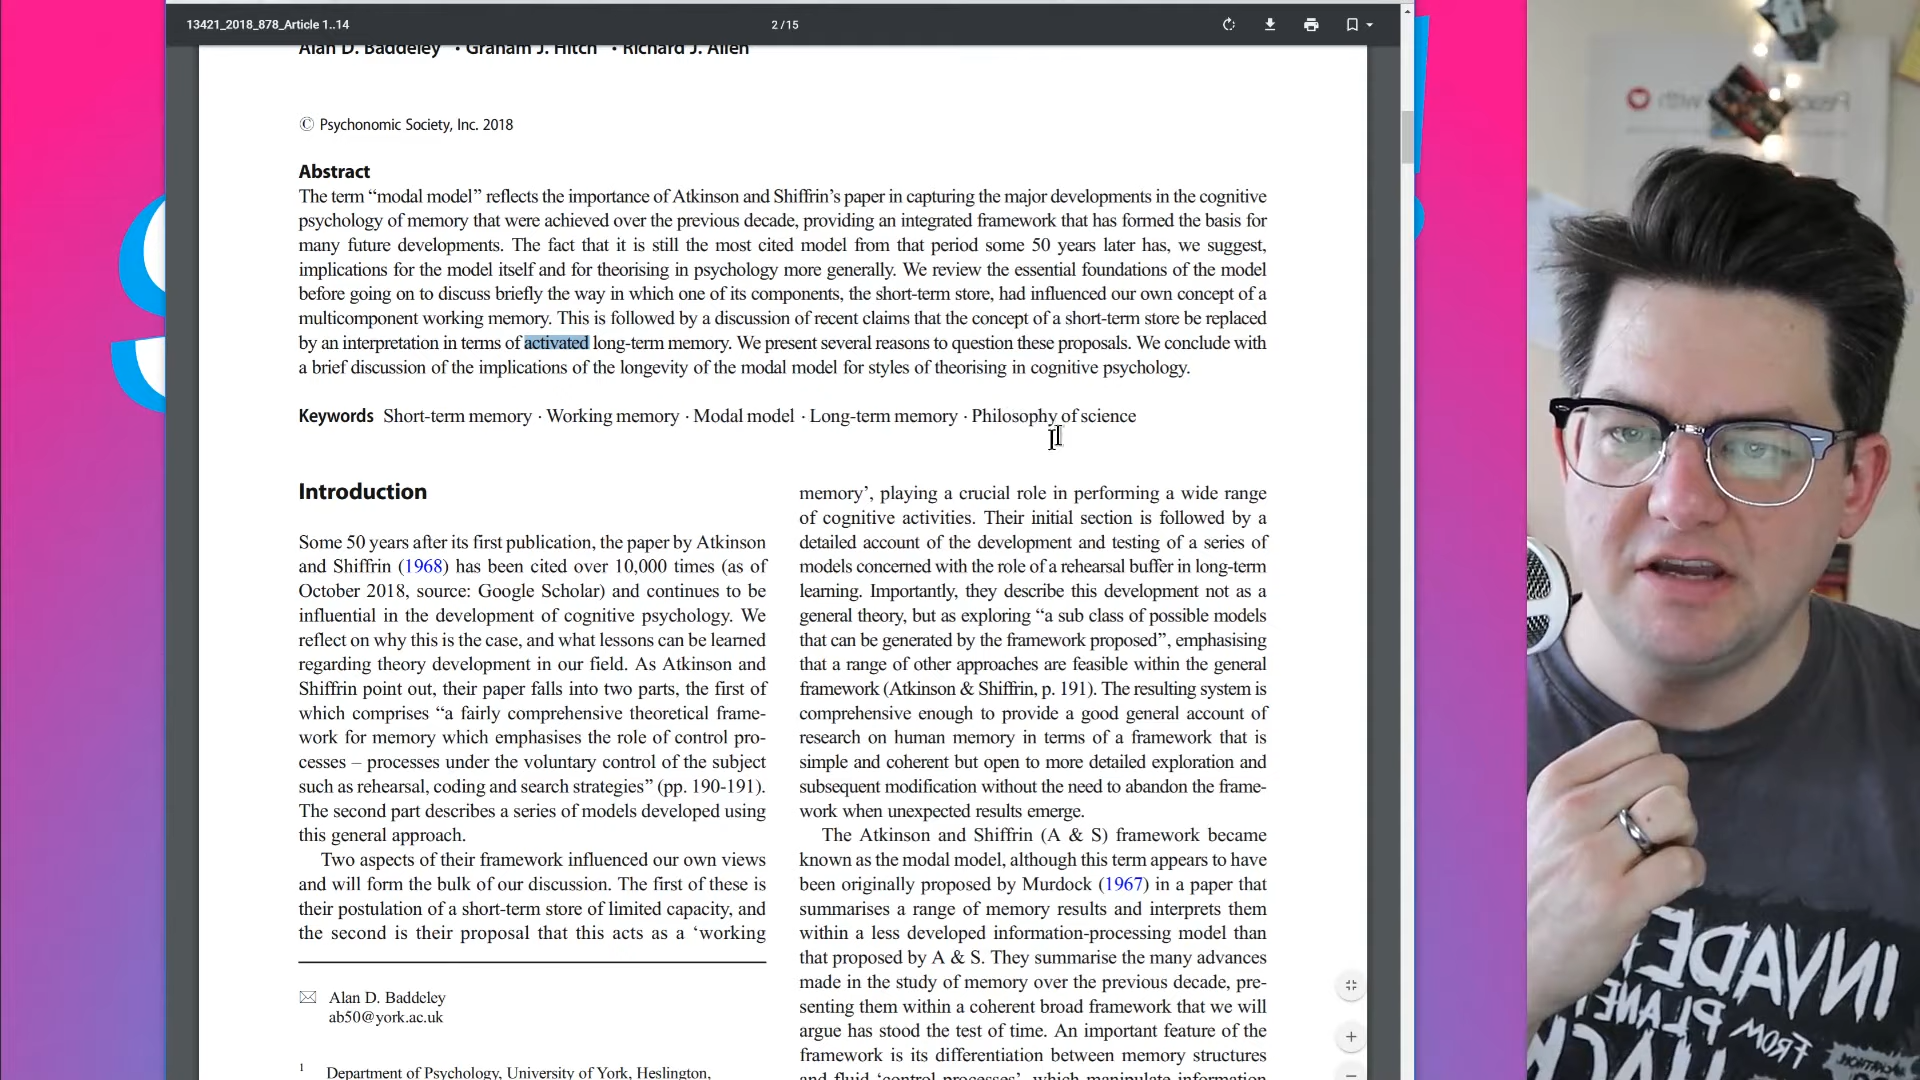 13421_2018_878_Article 1..14
2 / 15
Alan D. Baddeley · Graham J. Hitch · Richard J. Allen
© Psychonomic Society, Inc. 2018
Abstract
The term “modal model” reflects the importance of Atkinson and Shiffrin’s paper in capturing the major developments in the cognitive
psychology of memory that were achieved over the previous decade, providing an integrated framework that has formed the basis for
many future developments. The fact that it is still the most cited model from that period some 50 years later has, we suggest,
implications for the model itself and for theorising in psychology more generally. We review the essential foundations of the model
before going on to discuss briefly the way in which one of its components, the short-term store, had influenced our own concept of a
multicomponent working memory. This is followed by a discussion of recent claims that the concept of a short-term store be replaced
by an interpretation in terms of activated long-term memory. We present several reasons to question these proposals. We conclude with
a brief discussion of the implications of the longevity of the modal model for styles of theorising in cognitive psychology.
Keywords Short-term memory · Working memory · Modal model · Long-term memory · Philosophy of science
Introduction
Some 50 years after its first publication, the paper by Atkinson
and Shiffrin (1968) has been cited over 10,000 times (as of
October 2018, source: Google Scholar) and continues to be
influential in the development of cognitive psychology. We
reflect on why this is the case, and what lessons can be learned
regarding theory development in our field. As Atkinson and
Shiffrin point out, their paper falls into two parts, the first of
which comprises “a fairly comprehensive theoretical frame-
work for memory which emphasises the role of control pro-
cesses – processes under the voluntary control of the subject
such as rehearsal, coding and search strategies” (pp. 190-191).
The second part describes a series of models developed using
this general approach.
Two aspects of their framework influenced our own views
and will form the bulk of our discussion. The first of these is
their postulation of a short-term store of limited capacity, and
the second is their proposal that this acts as a ‘working
Alan D. Baddeley
ab50@york.ac.uk
1 Department of Psychology, University of York, Heslington,
memory’, playing a crucial role in performing a wide range
of cognitive activities. Their initial section is followed by a
detailed account of the development and testing of a series of
models concerned with the role of a rehearsal buffer in long-term
learning. Importantly, they describe this development not as a
general theory, but as exploring “a sub class of possible models
that can be generated by the framework proposed”, emphasising
that a range of other approaches are feasible within the general
framework (Atkinson & Shiffrin, p. 191). The resulting system is
comprehensive enough to provide a good general account of
research on human memory in terms of a framework that is
simple and coherent but open to more detailed exploration and
subsequent modification without the need to abandon the frame-
work when unexpected results emerge.
The Atkinson and Shiffrin (A & S) framework became
known as the modal model, although this term appears to have
been originally proposed by Murdock (1967) in a paper that
summarises a range of memory results and interprets them
within a less developed information-processing model than
that proposed by A & S. They summarise the many advances
made in the study of memory over the previous decade, pre-
senting them within a coherent broad framework that we will
argue has stood the test of time. An important feature of the
framework is its differentiation between memory structures
and fluid ‘control processes’, which manipulate information
INVADE
FROM PLANE
HACK